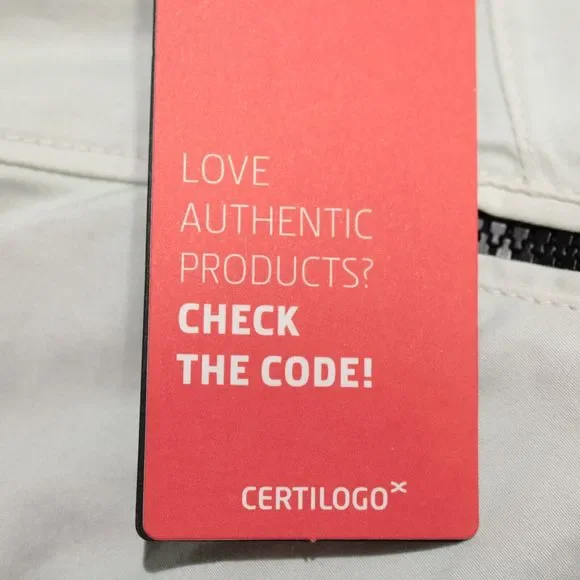 LOVE
AUTHENTIC
PRODUCTS?
CHECK
THE CODE!
CERTILOGO